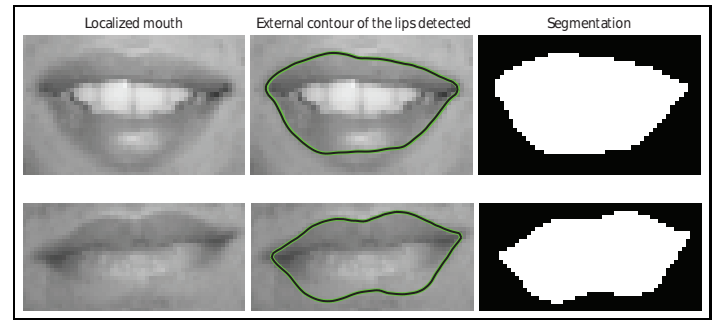 Localized mouth
External contour of the lips detected
Segmentation